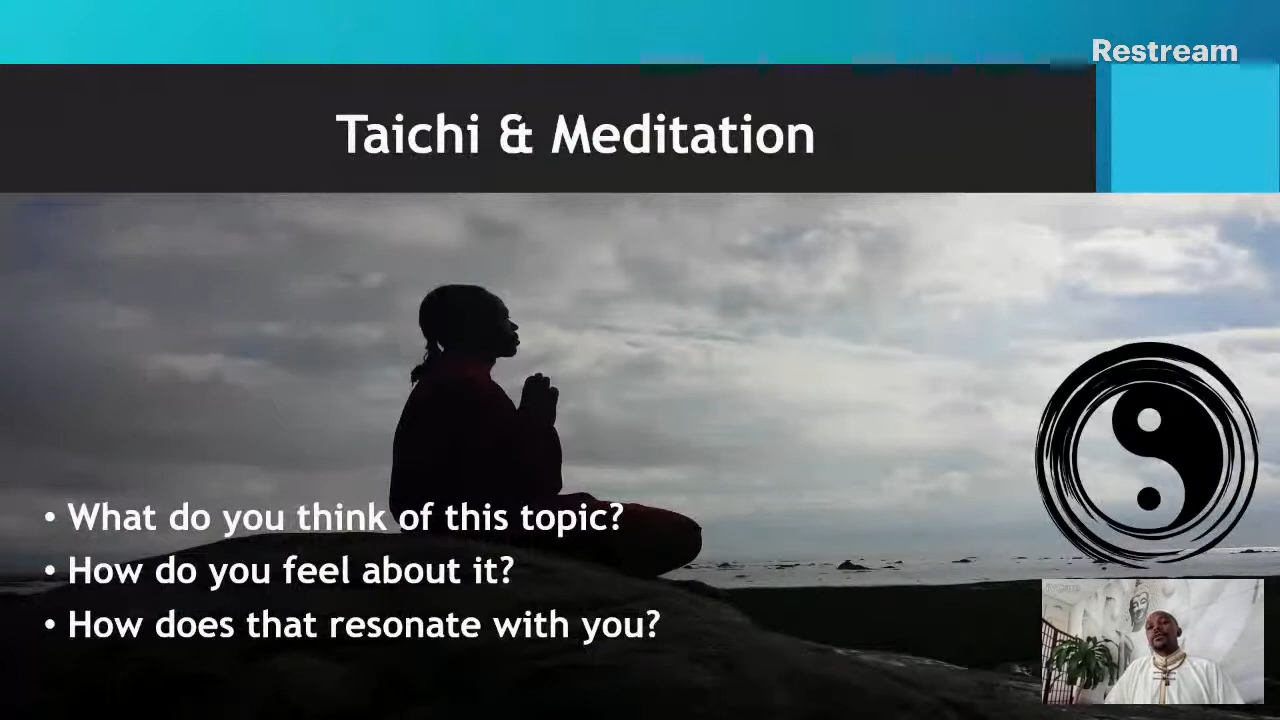 Restream
Taichi & Meditation
• What do you think of this topic?
• How do you feel about it?
• How does that resonate with you?